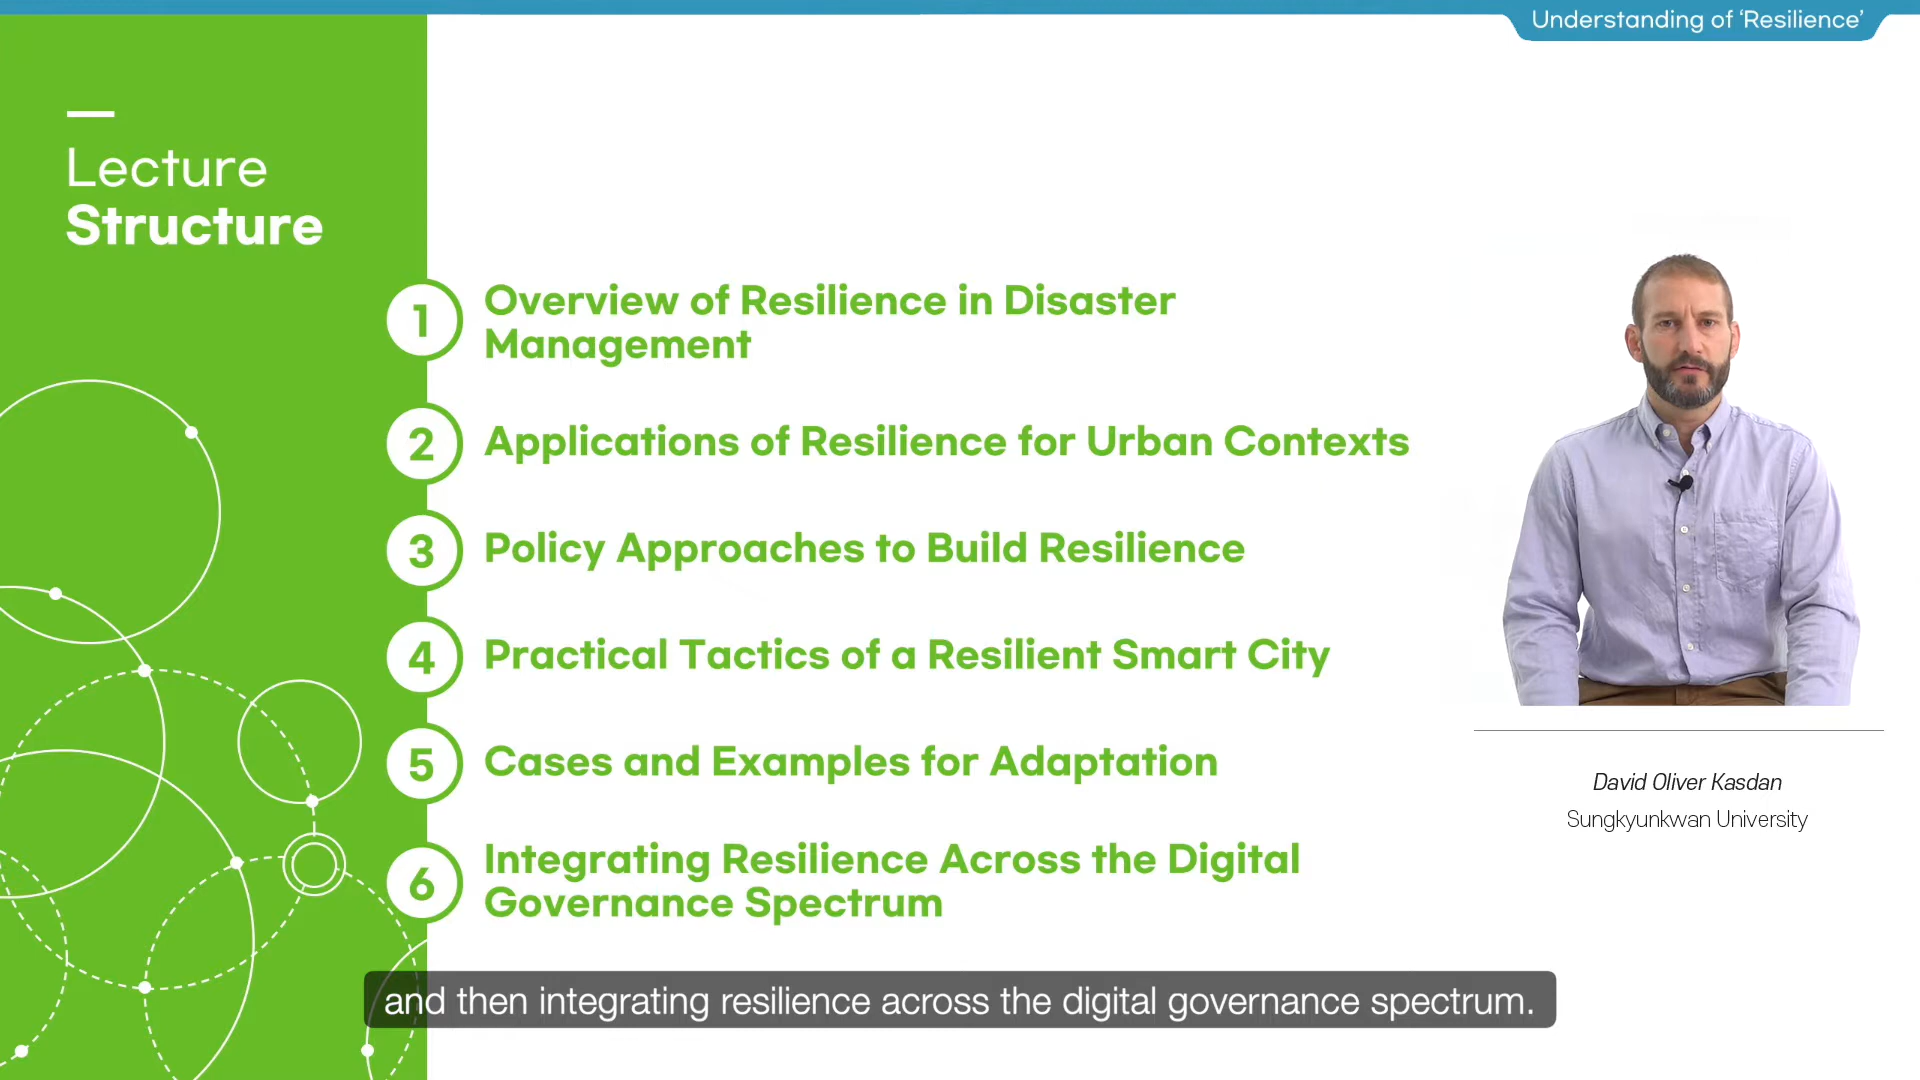 Understanding of ‘Resilience’
Lecture
Structure
1
Overview of Resilience in Disaster
Management
2
Applications of Resilience for Urban Contexts
3
Policy Approaches to Build Resilience
4
Practical Tactics of a Resilient Smart City
5
Cases and Examples for Adaptation
6
Integrating Resilience Across the Digital
Governance Spectrum
David Oliver Kasdan
Sungkyunkwan University
and then integrating resilience across the digital governance spectrum.